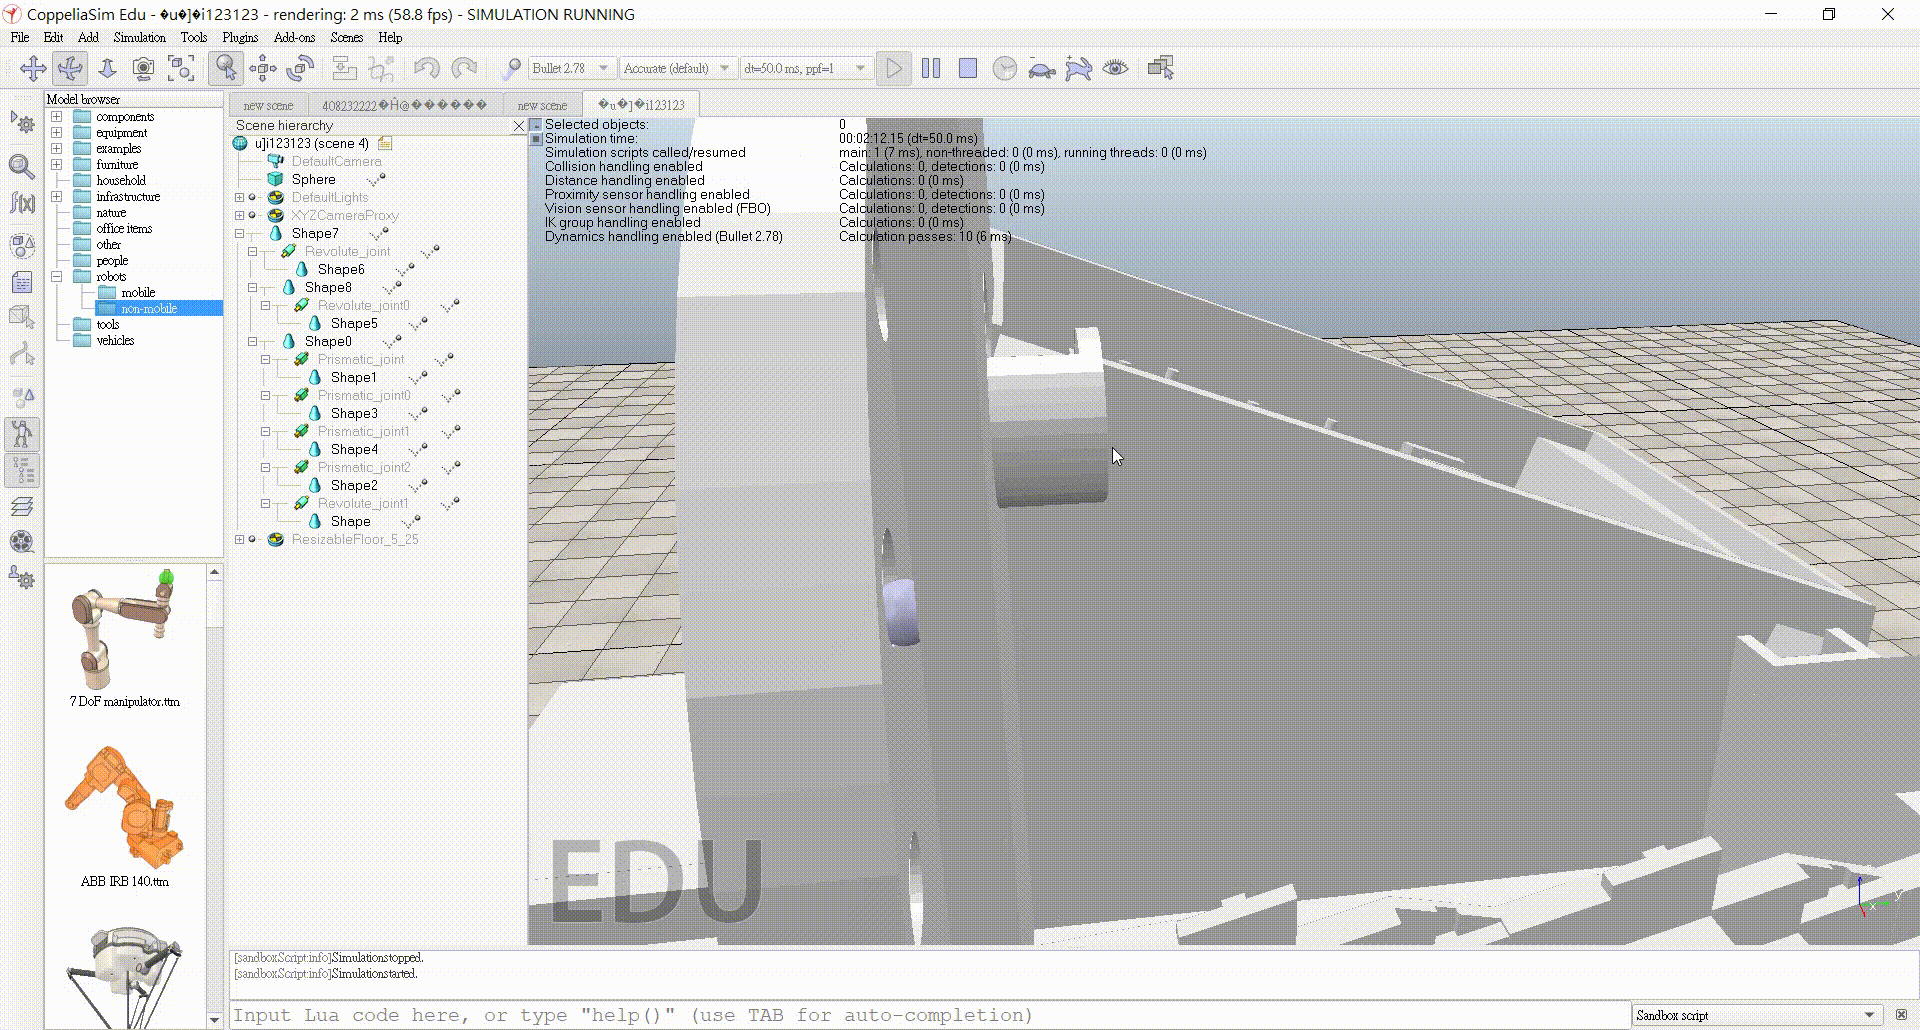 CoppeliaSim Edu - �u�]�i123123 - rendering: 2 ms (58.8 fps) - SIMULATION RUNNING
File Edit Add Simulation Tools Plugins Add-ons Scenes Help
Bullet 2.78 Accurate (default) dt=50.0 ms, ppf=1
Model browser
components
equipment
examples
furniture
household
infrastructure
nature
office items
other
people
robots
mobile
non-mobile
tools
vehicles
7 DoF manipulator.ttm
ABB IRB 140.ttm
new scene 408232222�Ĥ@������ new scene �u�]�i123123
Scene hierarchy
u]i123123 (scene 4)
DefaultCamera
Sphere
DefaultLights
XYZCameraProxy
Shape7
Revolute_joint
Shape6
Shape8
Revolute_joint0
Shape5
Shape0
Prismatic_joint
Shape1
Prismatic_joint0
Shape3
Prismatic_joint1
Shape4
Prismatic_joint2
Shape2
Revolute_joint1
Shape
ResizableFloor_5_25
Selected objects: 0
Simulation time: 00:02:12.15 (dt=50.0 ms)
Simulation scripts called/resumed main: 1 (7 ms), non-threaded: 0 (0 ms), running threads: 0 (0 ms)
Collision handling enabled Calculations: 0, detections: 0 (0 ms)
Distance handling enabled Calculations: 0 (0 ms)
Proximity sensor handling enabled Calculations: 0, detections: 0 (0 ms)
Vision sensor handling enabled (FBO) Calculations: 0, detections: 0 (0 ms)
IK group handling enabled Calculations: 0 (0 ms)
Dynamics handling enabled (Bullet 2.78) Calculation passes: 10 (6 ms)
EDU
x y
[sandboxScript:info]Simulationstopped.
[sandboxScript:info]Simulationstarted.
Input Lua code here, or type "help()" (use TAB for auto-completion)
Sandbox script